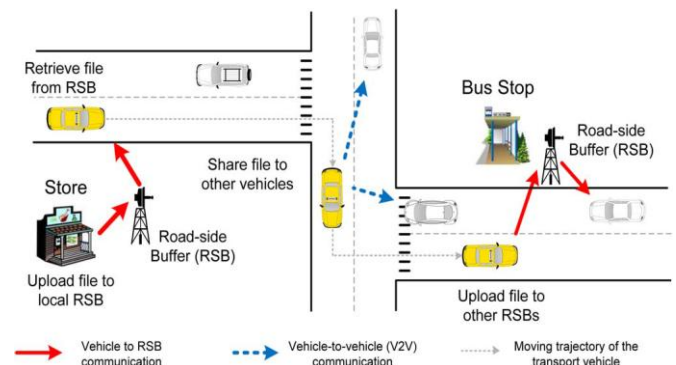 Retrieve file
from RSB
Bus Stop
Road-side
Buffer (RSB)
Share file to
other vehicles
Store
Road-side
Buffer (RSB)
Upload file to
local RSB
Upload file to
other RSBs
Vehicle to RSB
communication
Vehicle-to-vehicle (V2V)
communication
Moving trajectory of the
transport vehicle